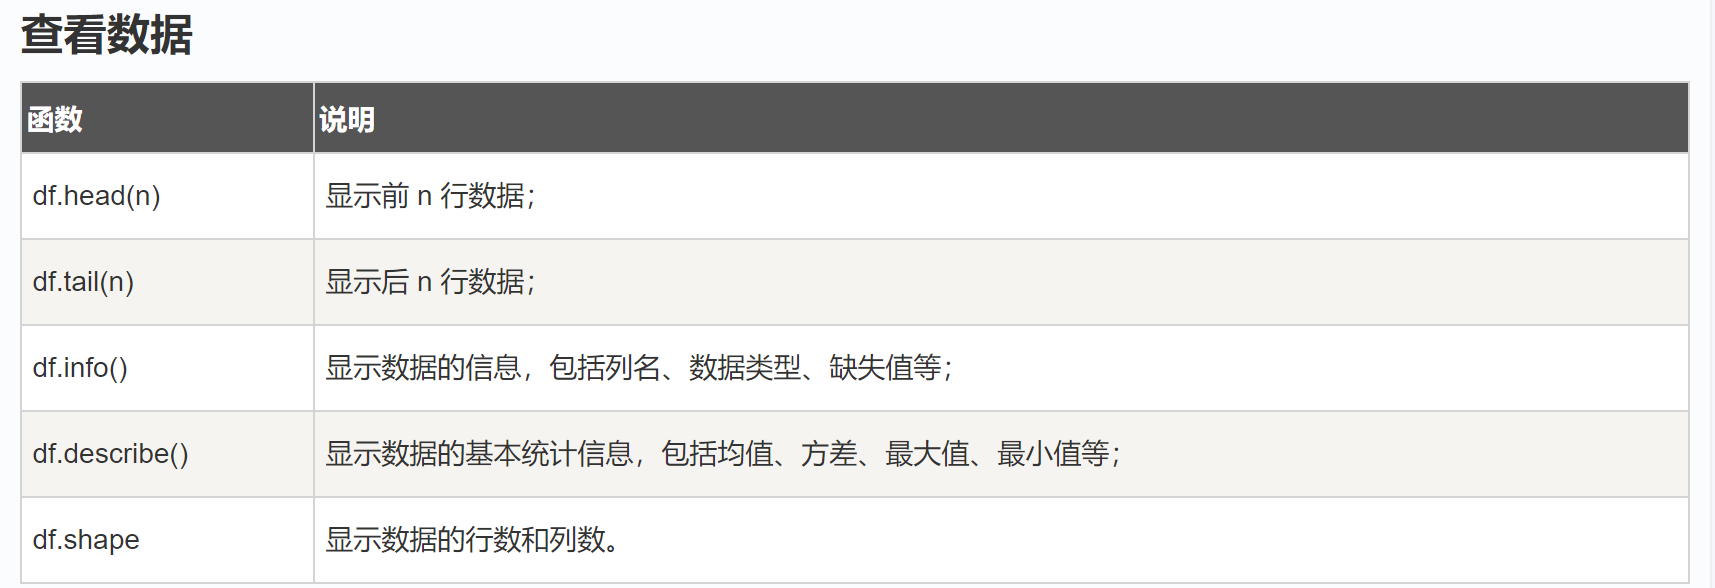 查看数据
函数 说明
df.head(n) 显示前 n 行数据；
df.tail(n) 显示后 n 行数据；
df.info() 显示数据的信息，包括列名、数据类型、缺失值等；
df.describe() 显示数据的基本统计信息，包括均值、方差、最大值、最小值等；
df.shape 显示数据的行数和列数。